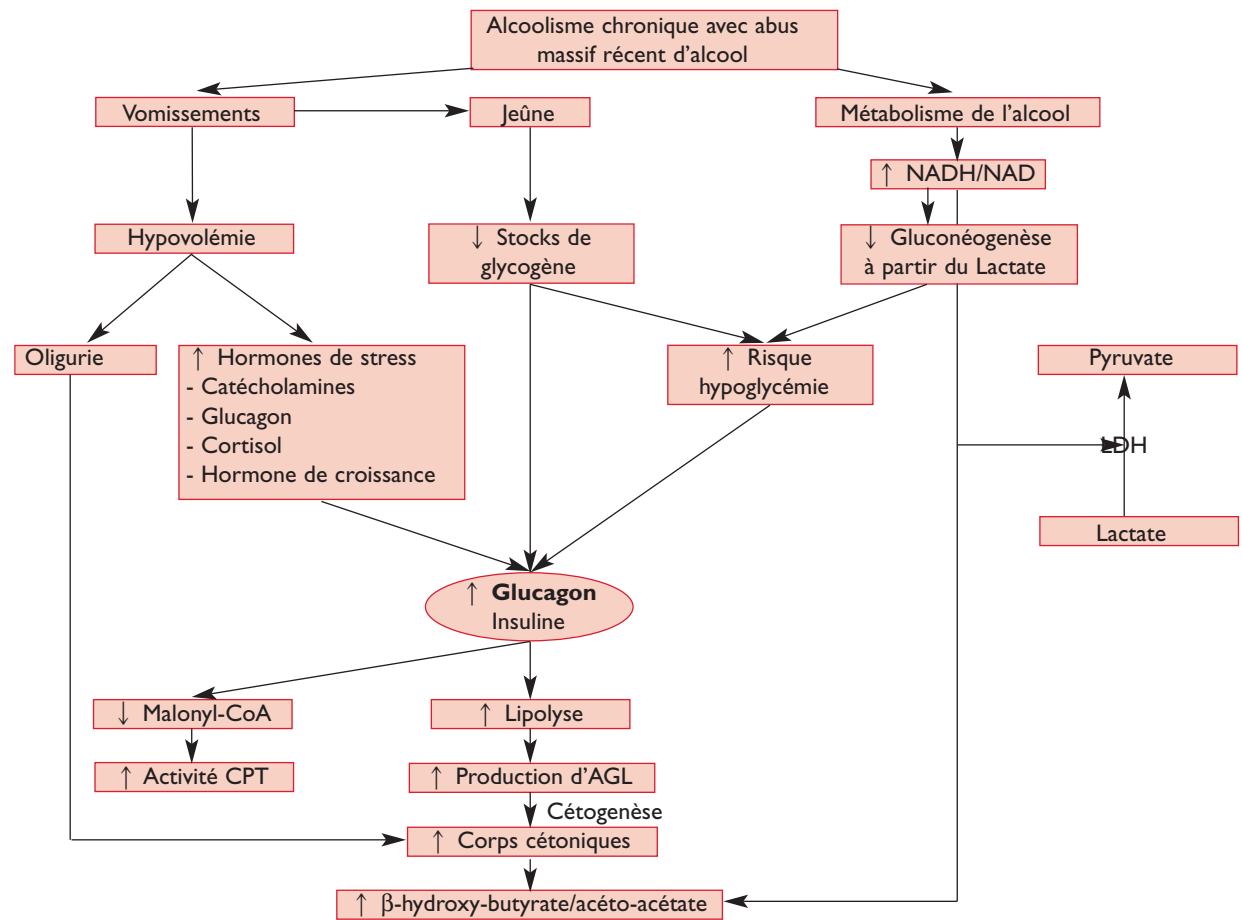 Alcoolisme chronique avec abus
massif récent d'alcool
Vomissements
Jeûne
Métabolisme de l'alcool
↑ NADH/NAD
Hypovolémie
↓ Stocks de
glycogène
↓ Gluconéogenèse
à partir du Lactate
Oligurie
↑ Hormones de stress
- Catécholamines
- Glucagon
- Cortisol
- Hormone de croissance
↑ Risque
hypoglycémie
Pyruvate
LDH
Lactate
↑ Glucagon
Insuline
↓ Malonyl-CoA
↑ Lipolyse
↑ Activité CPT
↑ Production d'AGL
Cétogenèse
↑ Corps cétoniques
↑ β-hydroxy-butyrate/acéto-acétate